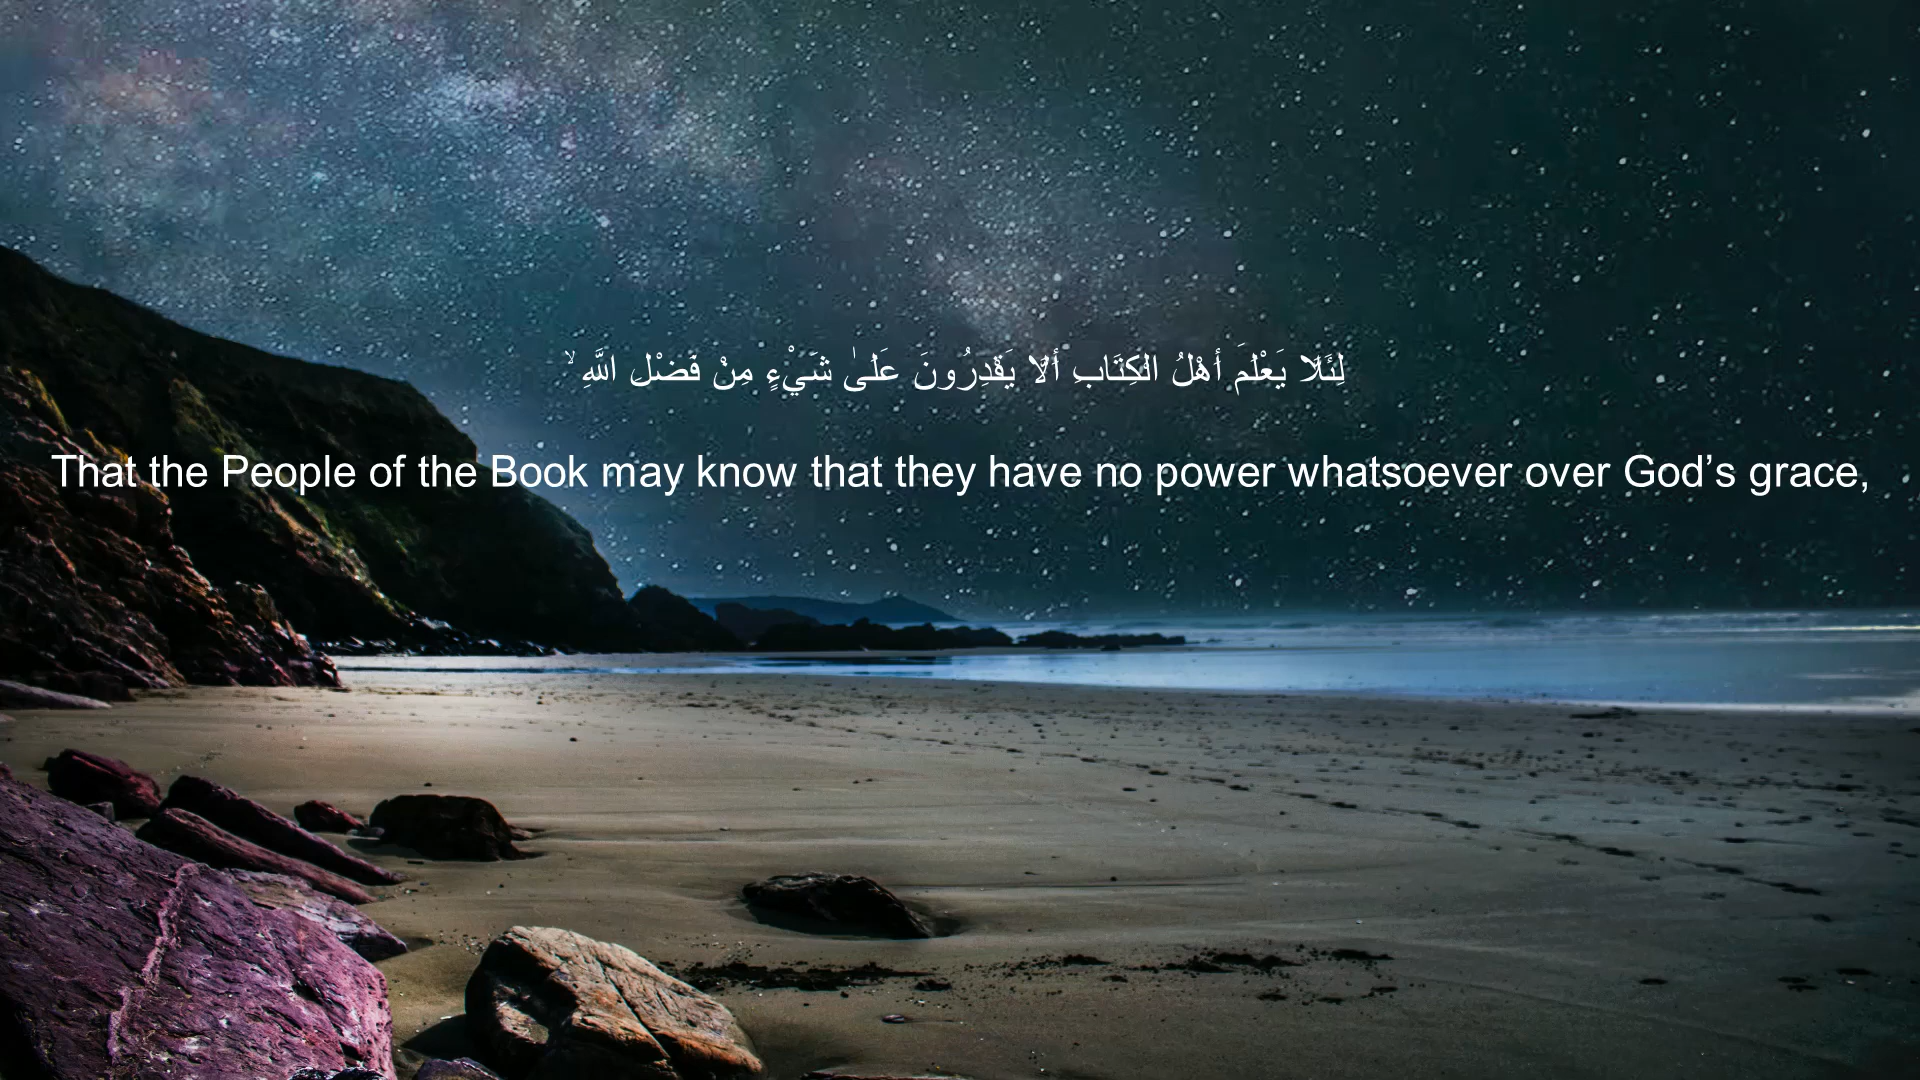 لِئَلَّا يَعْلَمَ أَهْلُ الْكِتَابِ أَلَّا يَقْدِرُونَ عَلَىٰ شَيْءٍ مِنْ فَضْلِ اللَّهِ ۙ
That the People of the Book may know that they have no power whatsoever over God’s grace,